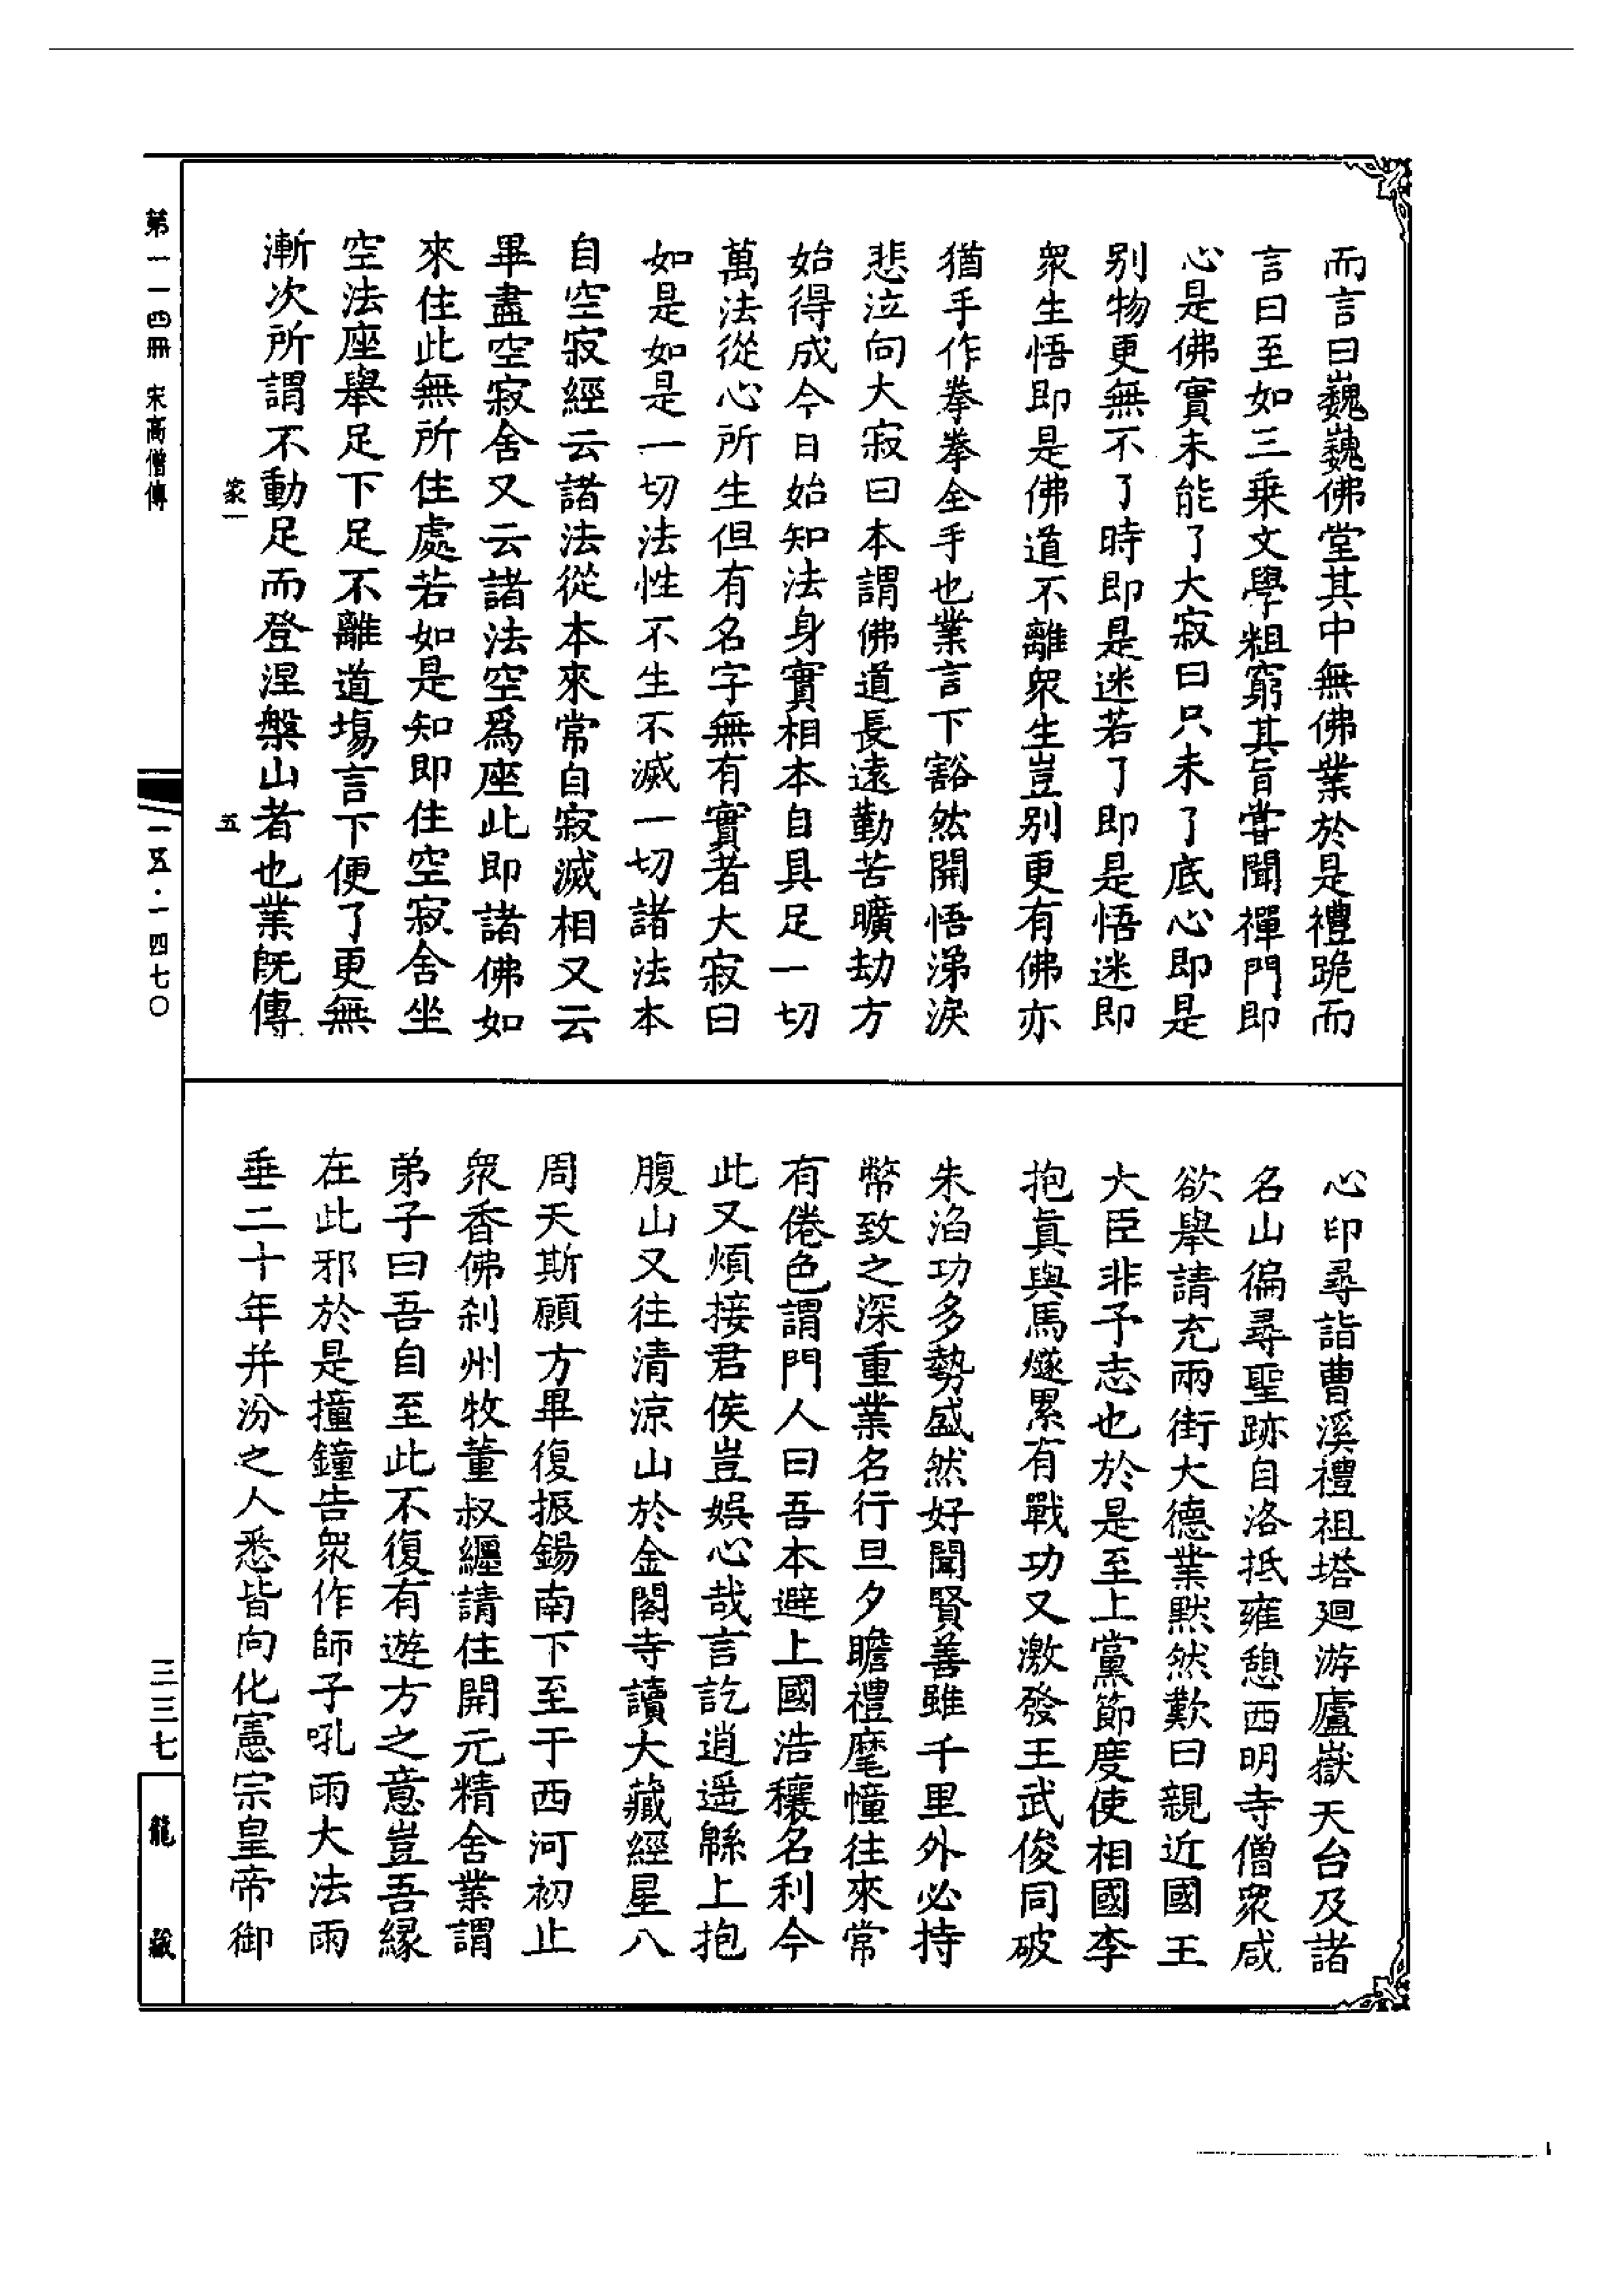 而言曰巍巍佛堂其中無佛業於是禮跪而
言曰至如三乘文學粗窮其旨嘗聞禪門即
心是佛實未能了大寂曰只未了底心即是
别物更無不了時即是迷若了即是悟迷即
衆生悟即是佛道不離衆生豈别更有佛亦
猶手作拳拳全手也業言下豁然開悟涕淚
悲泣向大寂曰本謂佛道長遠勤苦曠劫方
始得成今日始知法身實相本自具足一切
萬法從心所生但有名字無有實者大寂曰
如是如是一切法性不生不滅一切諸法本
自空寂經云諸法從本來常自寂滅相又云
畢盡空寂舍又云諸法空爲座此即諸佛如
來住此無所住處若如是知即住空寂舍坐
空法座舉足下足不離道場言下便了更無
漸次所謂不動足而登涅槃山者也業既傳
心印尋詣曹溪禮祖塔廻游廬嶽天台及諸
名山徧尋聖跡自洛抵雍憩西明寺僧衆咸
欲舉請充兩街大德業默然歎曰親近國王
大臣非予志也於是至上黨節度使相國李
抱眞與馬燧累有戰功又激發王武俊同破
朱滔功多勢盛然好聞賢善雖千里外必持
幣致之深重業名行旦夕瞻禮麾幢往來常
有倦色謂門人曰吾本避上國浩穰名利今
此又煩接君侯豈娛心哉言訖逍遥緜上抱
腹山又往清凉山於金閣寺讀大藏經星八
周天斯願方畢復振錫南下至于西河初止
衆香佛刹州牧董叔纏請住開元精舍業謂
弟子曰吾自至此不復有遊方之意豈吾縁
在此邪於是撞鐘告衆作師子吼雨大法雨
垂二十年并汾之人悉皆向化憲宗皇帝御
篆一
五
第一一四冊 宋高僧傳
一五·一四七〇
三三七
龍藏